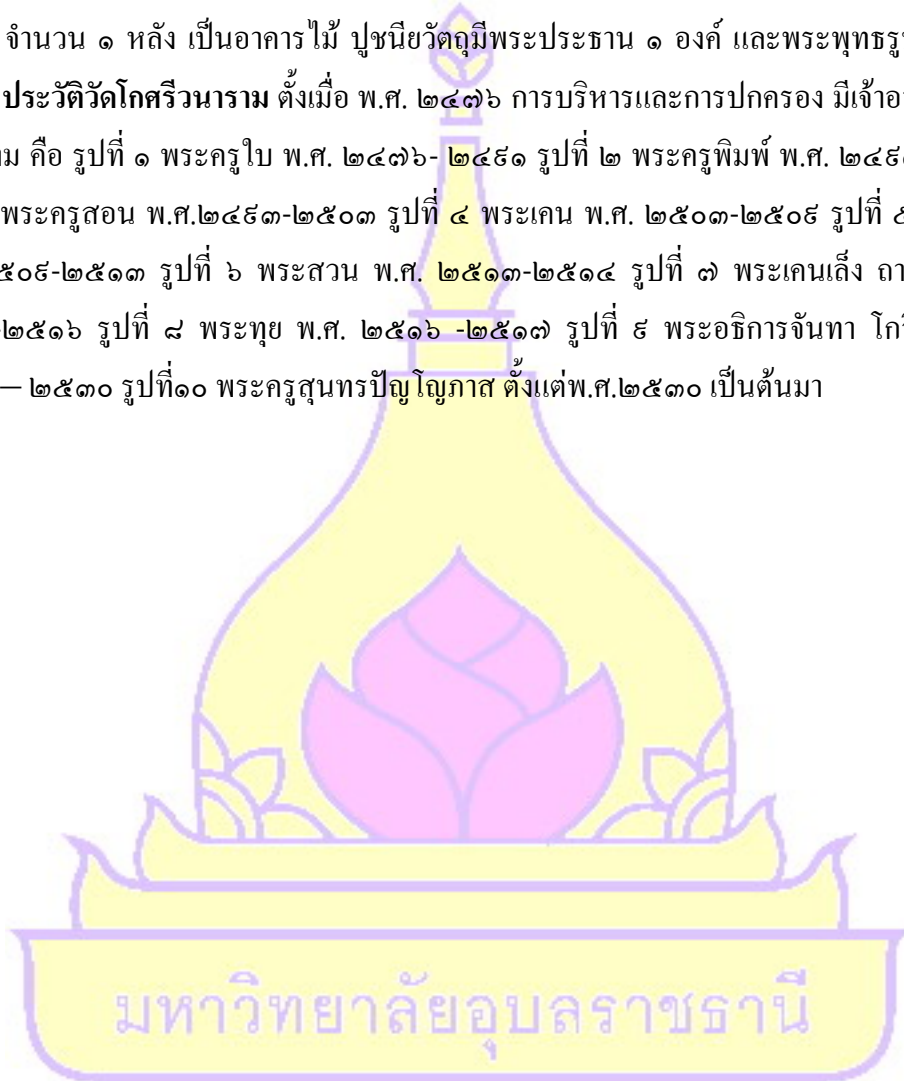 จำนวน ๑ หลัง เป็นอาคารไม้ ปูชนียวัตถุมีพระประธาน ๑ องค์ และพระพุทธรู
ประวัติวัดโกศรีวนาราม ตั้งเมื่อ พ.ศ. ๒๔๗๖ การบริหารและการปกครอง มีเจ้าอา
าม คือ รูปที่ ๑ พระครูใบ พ.ศ. ๒๔๗๖- ๒๔๙๑ รูปที่ ๒ พระครูพิมพ์ พ.ศ. ๒๔๙
พระครูสอน พ.ศ.๒๔๙๓-๒๕๐๓ รูปที่ ๔ พระเคน พ.ศ. ๒๕๐๓-๒๕๐๙ รูปที่ ๕
๕๐๙-๒๕๑๓ รูปที่ ๖ พระสวน พ.ศ. ๒๕๑๓-๒๕๑๔ รูปที่ ๗ พระเคนเล็ง ถา
-๒๕๑๖ รูปที่ ๘ พระทุย พ.ศ. ๒๕๑๖ -๒๕๑๗ รูปที่ ๙ พระอธิการจันทา โก
– ๒๕๓๐ รูปที่๑๐ พระครูสุนทรปัญโญภาส ตั้งแต่พ.ศ.๒๕๓๐ เป็นต้นมา
มหาวิทยาลัยอุบลราชธานี